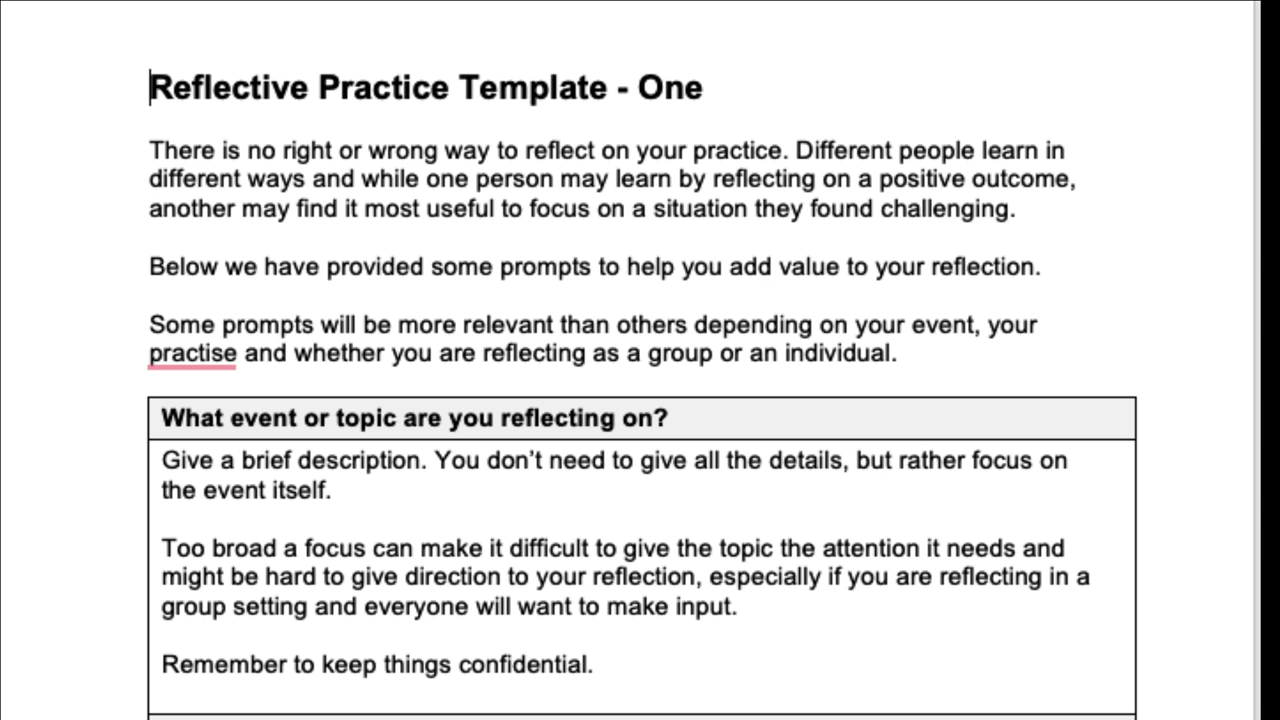 Reflective Practice Template - One
There is no right or wrong way to reflect on your practice. Different people learn in
different ways and while one person may learn by reflecting on a positive outcome,
another may find it most useful to focus on a situation they found challenging.
Below we have provided some prompts to help you add value to your reflection.
Some prompts will be more relevant than others depending on your event, your
practise and whether you are reflecting as a group or an individual.
What event or topic are you reflecting on?
Give a brief description. You don’t need to give all the details, but rather focus on
the event itself.
Too broad a focus can make it difficult to give the topic the attention it needs and
might be hard to give direction to your reflection, especially if you are reflecting in a
group setting and everyone will want to make input.
Remember to keep things confidential.